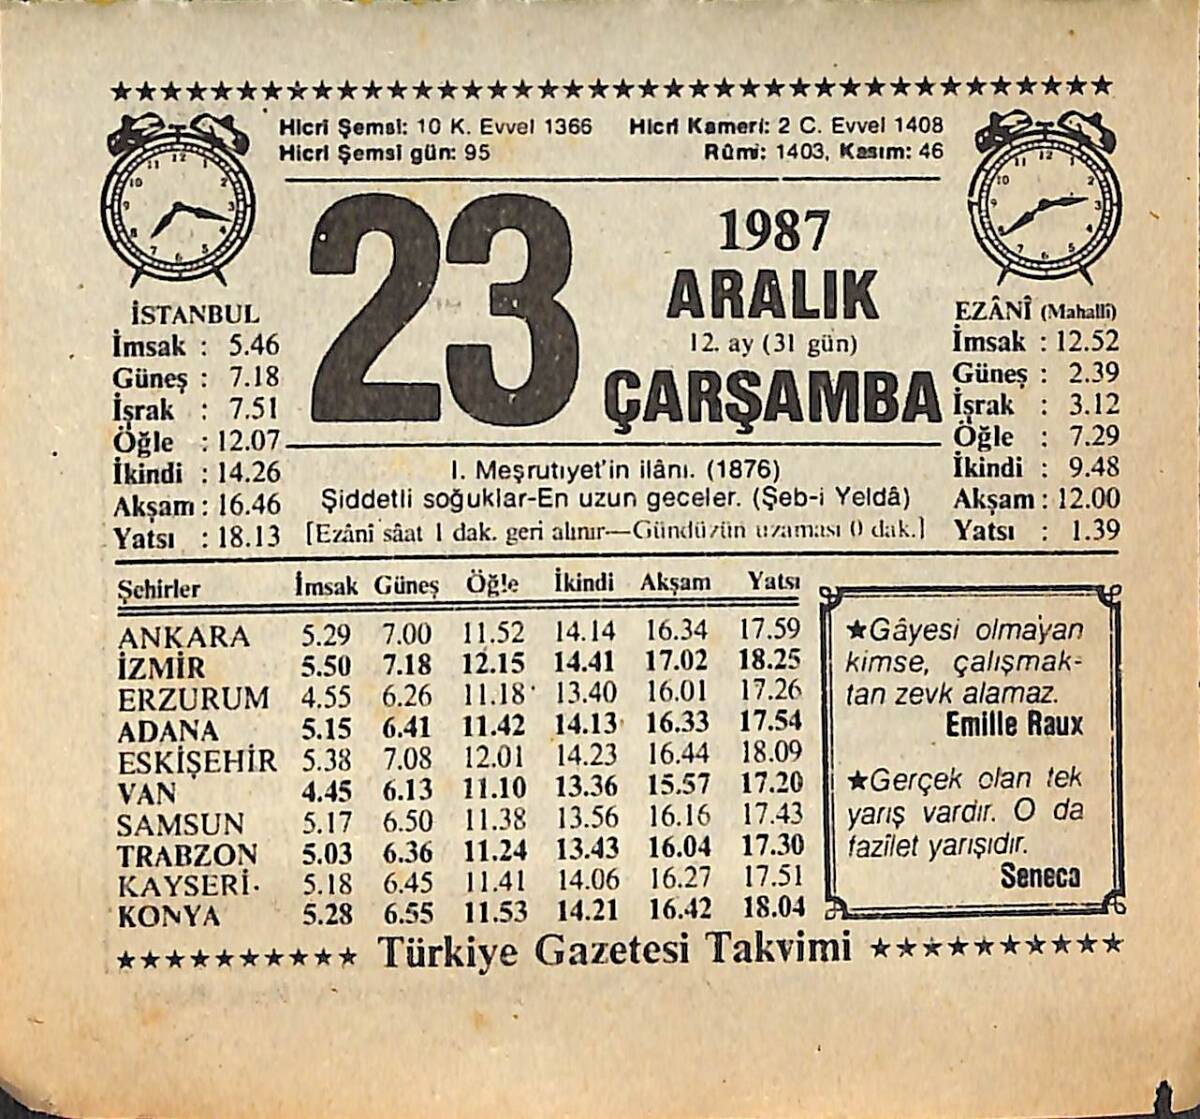 ★★★★★★★★★★★★★★★★★★★★★★★★★★★★★★★★★★★★★★★★
Hicrî Şemsî: 10 K. Evvel 1366 Hicrî Kamerî: 2 C. Evvel 1408
Hicrî Şemsî gün: 95 Rûmî: 1403, Kasım: 46
23
1987
ARALIK
12. ay (31 gün)
ÇARŞAMBA
İSTANBUL
İmsak : 5.46
Güneş : 7.18
İşrak : 7.51
Öğle : 12.07
İkindi : 14.26
Akşam : 16.46
Yatsı : 18.13
EZÂNÎ (Mahallî)
İmsak : 12.52
Güneş : 2.39
İşrak : 3.12
Öğle : 7.29
İkindi : 9.48
Akşam : 12.00
Yatsı : 1.39
I. Meşrutıyet'in ilânı. (1876)
Şiddetli soğuklar-En uzun geceler. (Şeb-i Yeldâ)
[Ezânî sâat 1 dak. geri alınır—Gündüzün uzaması 0 dak.]
Şehirler İmsak Güneş Öğle İkindi Akşam Yatsı
ANKARA 5.29 7.00 11.52 14.14 16.34 17.59
İZMİR 5.50 7.18 12.15 14.41 17.02 18.25
ERZURUM 4.55 6.26 11.18 13.40 16.01 17.26
ADANA 5.15 6.41 11.42 14.13 16.33 17.54
ESKİŞEHİR 5.38 7.08 12.01 14.23 16.44 18.09
VAN 4.45 6.13 11.10 13.36 15.57 17.20
SAMSUN 5.17 6.50 11.38 13.56 16.16 17.43
TRABZON 5.03 6.36 11.24 13.43 16.04 17.30
KAYSERİ 5.18 6.45 11.41 14.06 16.27 17.51
KONYA 5.28 6.55 11.53 14.21 16.42 18.04
★Gâyesi olmayan
kimse, çalışmak-
tan zevk alamaz.
Emille Raux
★Gerçek olan tek
yarış vardır. O da
fazîlet yarışıdır.
Seneca
★★★★★★★★★★ Türkiye Gazetesi Takvimi ★★★★★★★★★★